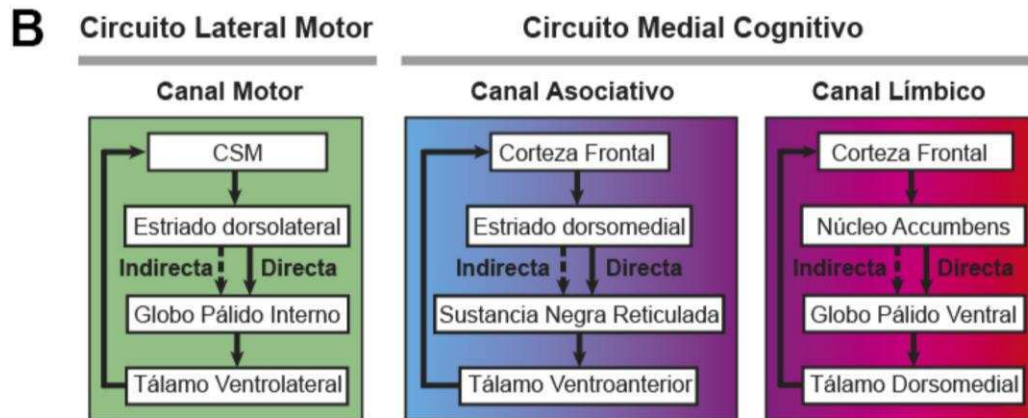 B
Circuito Lateral Motor
Circuito Medial Cognitivo
Canal Motor
Canal Asociativo
Canal Límbico
CSM
Estriado dorsolateral
Indirecta
Directa
Globo Pálido Interno
Tálamo Ventrolateral
Corteza Frontal
Estriado dorsomedial
Indirecta
Directa
Sustancia Negra Reticulada
Tálamo Ventroanterior
Corteza Frontal
Núcleo Accumbens
Indirecta
Directa
Globo Pálido Ventral
Tálamo Dorsomedial